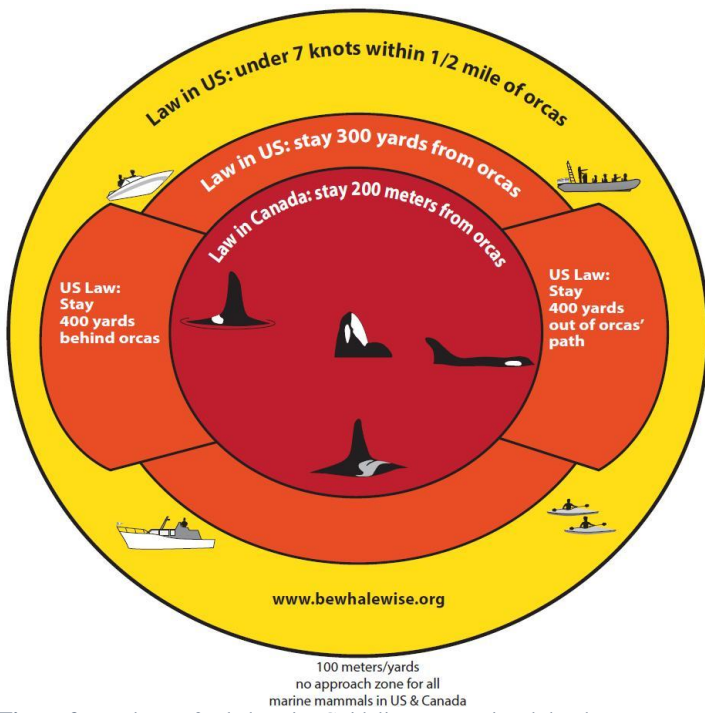 Law in US: under 7 knots within 1/2 mile of orcas
Law in US: stay 300 yards from orcas
Law in Canada: stay 200 meters from orcas
US Law:
Stay
400 yards
behind orcas
US Law:
Stay
400 yards
out of orcas'
path
www.bewhalewise.org
100 meters/yards
no approach zone for all
marine mammals in US & Canada